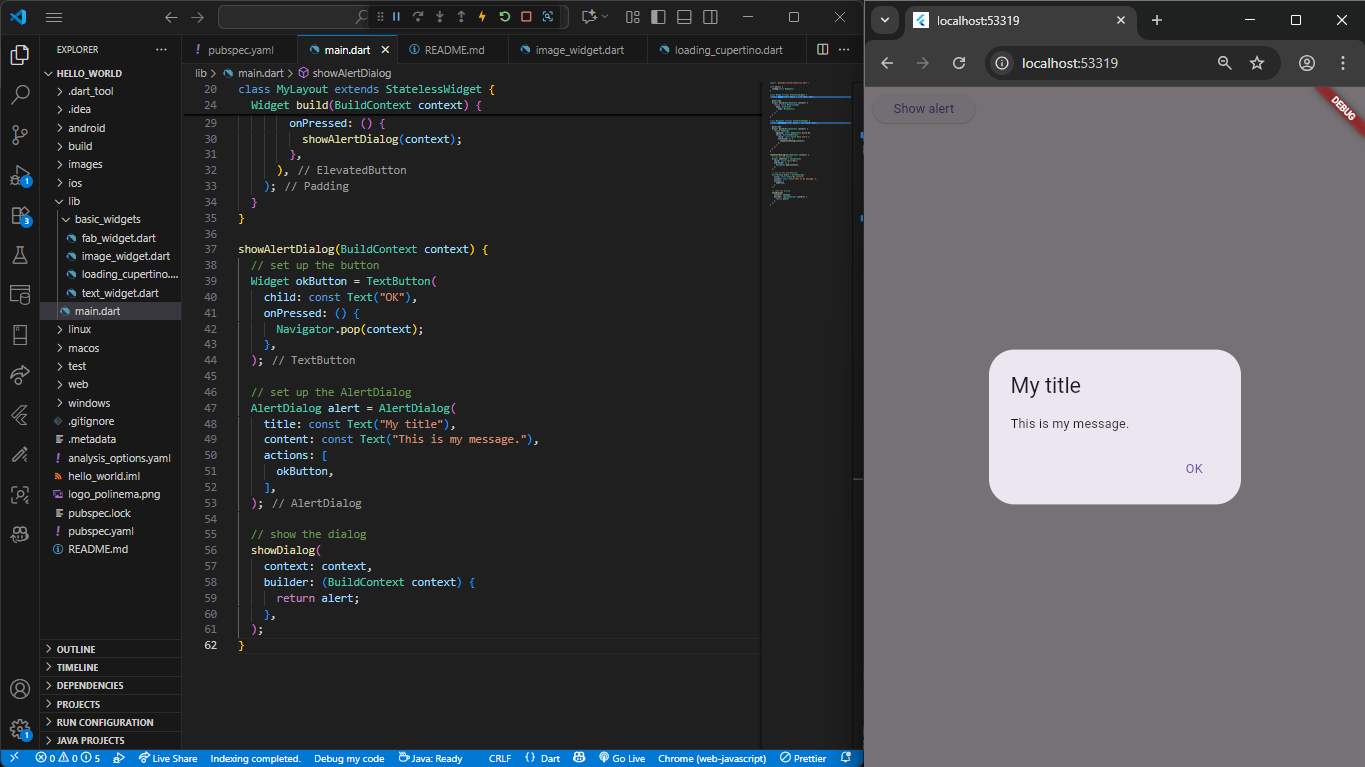 EXPLORER
HELLO_WORLD
.dart_tool
.idea
android
build
images
ios
lib
basic_widgets
fab_widget.dart
image_widget.dart
loading_cupertino....
text_widget.dart
main.dart
linux
macos
test
web
windows
.gitignore
.metadata
analysis_options.yaml
hello_world.iml
logo_polinema.png
pubspec.lock
pubspec.yaml
README.md
OUTLINE
TIMELINE
DEPENDENCIES
PROJECTS
RUN CONFIGURATION
JAVA PROJECTS
1
3
1
pubspec.yaml
main.dart
README.md
image_widget.dart
loading_cupertino.dart
lib > main.dart > showAlertDialog
20 class MyLayout extends StatelessWidget {
24 Widget build(BuildContext context) {
29 onPressed: () {
30 showAlertDialog(context);
31 },
32 ), // ElevatedButton
33 ); // Padding
34 }
35 }
36
37 showAlertDialog(BuildContext context) {
38 // set up the button
39 Widget okButton = TextButton(
40 child: const Text("OK"),
41 onPressed: () {
42 Navigator.pop(context);
43 },
44 ); // TextButton
45
46 // set up the AlertDialog
47 AlertDialog alert = AlertDialog(
48 title: const Text("My title"),
49 content: const Text("This is my message."),
50 actions: [
51 okButton,
52 ],
53 ); // AlertDialog
54
55 // show the dialog
56 showDialog(
57 context: context,
58 builder: (BuildContext context) {
59 return alert;
60 },
61 );
62 }
0 0 5 Live Share Indexing completed. Debug my code Java: Ready CRLF {} Dart Go Live Chrome (web-javascript) Prettier
localhost:53319
localhost:53319
Show alert
DEBUG
My title
This is my message.
OK